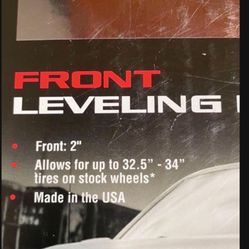 FRONT
LEVELING
• Front: 2"
• Allows for up to 32.5" - 34"
tires on stock wheels*
• Made in the USA